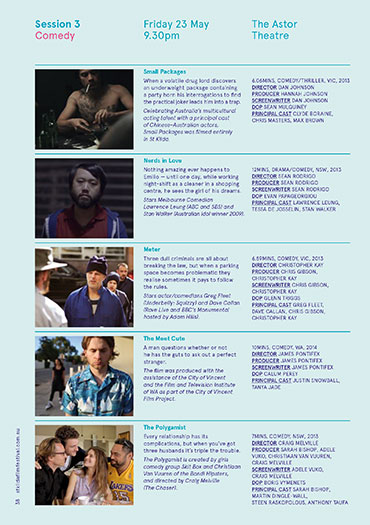 Session 3
Comedy
Friday 23 May
9.30pm
The Astor
Theatre
Small Packages
When a volatile drug lord discovers
an underweight package containing
a party horn his interrogations to find
the practical joker leads him into a trap.
Celebrating Australia's multicultural
acting talent with a principal cast
of Chinese-Australian actors,
Small Packages was filmed entirely
in St Kilda
6.06MINS, COMEDY/THRILLER, VIC, 2013
DIRECTOR DAN JOHNSON
PRODUCER HANNAH JOHNSON
SCREENWRITER DAN JOHNSON
DOP SEAN MULQUINEY
PRINCIPAL CAST CLYDE BORAINE,
CHRIS MASTERS, MAX BROWN
Nerds in Love
Nothing amazing ever happens to
Emilio — until one day, while working
night-shift as a cleaner in a shopping
centre, he sees the girl of his dreams.
Stars Melbourne Comedian
Lawrence Leung (ABC and SBS) and
Stan Walker (Australian Idol winner 2009).
12MINS, DRAMA/COMEDY, NSW, 2013
DIRECTOR SEAN RODRIGO
PRODUCER SEAN RODRIGO
SCREENWRITER SEAN RODRIGO
DOP EVAN PAPAGEORGIOU
PRINCIPAL CAST LAWRENCE LEUNG,
TESSA DE JOSSELIN, STAN WALKER
Meter
Three dull criminals are all about
breaking the law, but when a parking
space becomes problematic they
realise sometimes it pays to follow
the rules.
Stars actor/comedians Greg Fleet
(Underbelly: Squizzy) and Dave Callan
(Rove Live and BBC's Monumental
hosted by Adam Hills).
6.59MINS, COMEDY, VIC, 2013
DIRECTOR CHRISTOPHER KAY
PRODUCER CHRIS GIBSON,
CHRISTOPHER KAY
SCREENWRITER CHRIS GIBSON,
CHRISTOPHER KAY
DOP GLENN TRIGGS
PRINCIPAL CAST GREG FLEET,
DAVE CALLAN, CHRIS GIBSON,
CHRISTOPHER KAY
The Meet Cute
A man questions whether or not
he has the guts to ask out a perfect
stranger.
The film was produced with the
assistance of the City of Vincent
and the Film and Television Institute
of WA as part of the City of Vincent
Film Project.
10MINS, COMEDY, WA, 2014
DIRECTOR JAMES PONTIFEX
PRODUCER JAMES PONTIFEX
SCREENWRITER JAMES PONTIFEX
DOP CALLUM PEREY
PRINCIPAL CAST JUSTIN SNOWBALL,
TANYA JADE
The Polygamist
Every relationship has its
complications, but when you've got
three husbands it's triple the trouble.
The Polygamist is created by girls
comedy group Skit Box and Christiaan
Van Vuuren of the Bondi Hipsters,
and directed by Craig Melville
(The Chaser).
7MINS, COMEDY, NSW, 2013
DIRECTOR CRAIG MELVILLE
PRODUCER SARAH BISHOP, ADELE
VUKO, CHRISTIAAN VAN VUUREN,
CRAIG MELVILLE
SCREENWRITER ADELE VUKO,
CRAIG MELVILLE
DOP BORIS VYMENETS
PRINCIPAL CAST SARAH BISHOP,
MARTIN DINGLE-WALL,
STEEN RASKOPOULOS, ANTHONY TAUFA
38 stkildafilmfestival.com.au